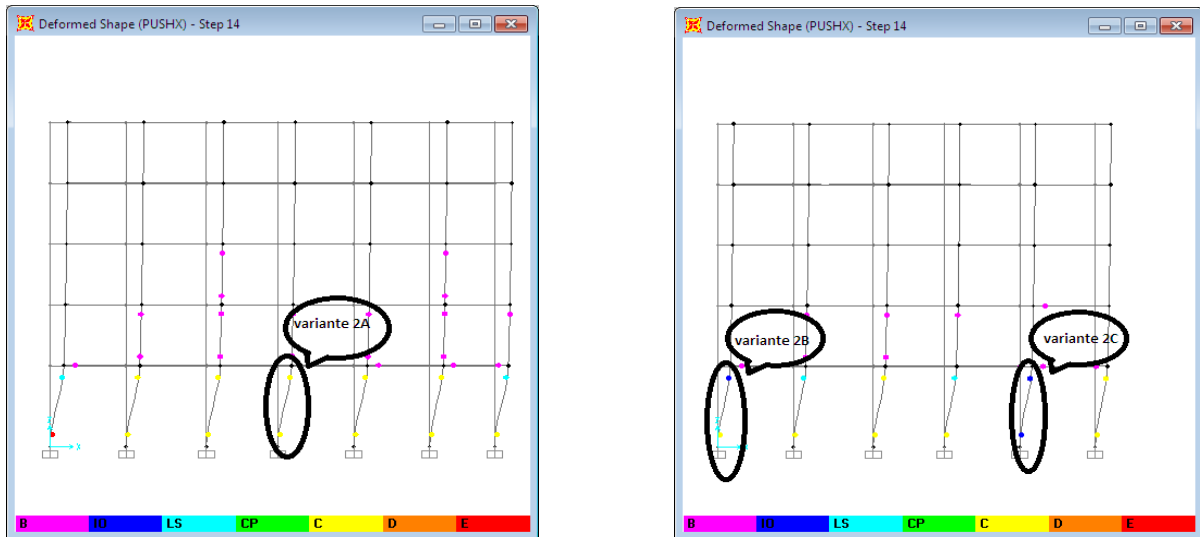 Deformed Shape (PUSHX) - Step 14
variante 2A
X
B IO LS CP C D E
Deformed Shape (PUSHX) - Step 14
variante 2B
variante 2C
B IO LS CP C D E